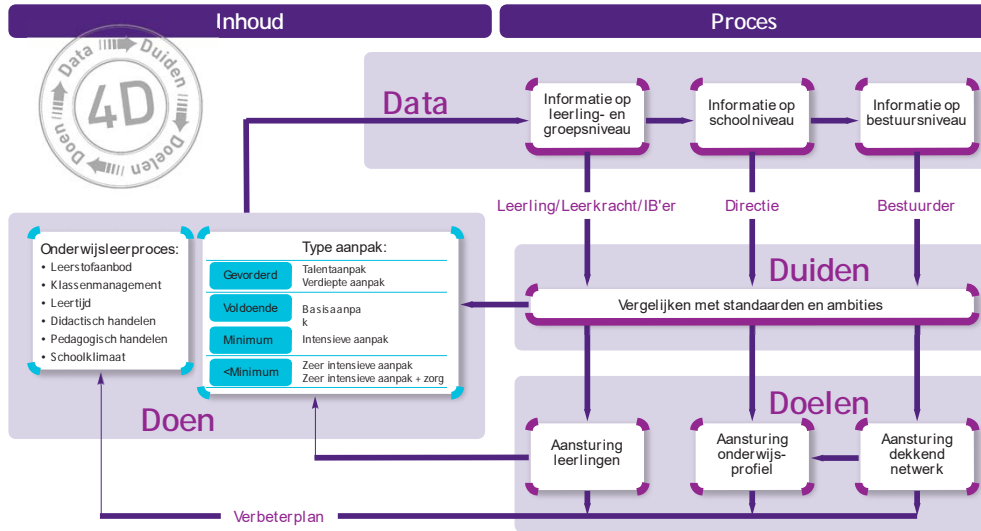 Inhoud
Proces
Data
Duiden
Doelen
Doen
4D
Data
Informatie op
leerling- en
groepsniveau
Informatie op
schoolniveau
Informatie op
bestuursniveau
Leerling/Leerkracht/IB'er
Directie
Bestuurder
Duiden
Vergelijken met standaarden en ambities
Onderwijsleerproces:
• Leerstofaanbod
• Klassenmanagement
• Leertijd
• Didactisch handelen
• Pedagogisch handelen
• Schoolklimaat
Type aanpak:
Gevorderd
Talentaanpak
Verdiepte aanpak
Voldoende
Basisaanpa
k
Minimum
Intensieve aanpak
<Minimum
Zeer intensieve aanpak
Zeer intensieve aanpak + zorg
Doen
Doelen
Aansturing
leerlingen
Aansturing
onderwijs-
profiel
Aansturing
dekkend
netwerk
Verbeterplan